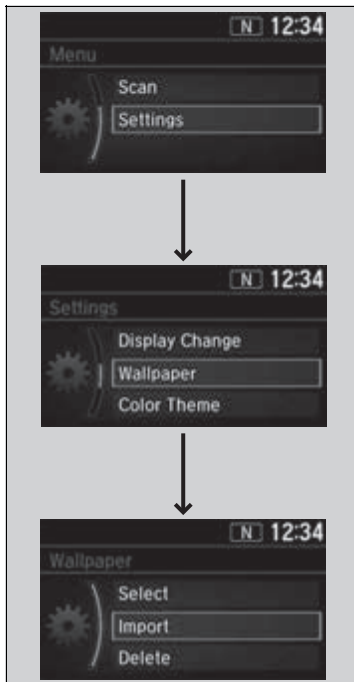 N 12:34
Menu
Scan
Settings
N 12:34
Settings
Display Change
Wallpaper
Color Theme
N 12:34
Wallpaper
Select
Import
Delete